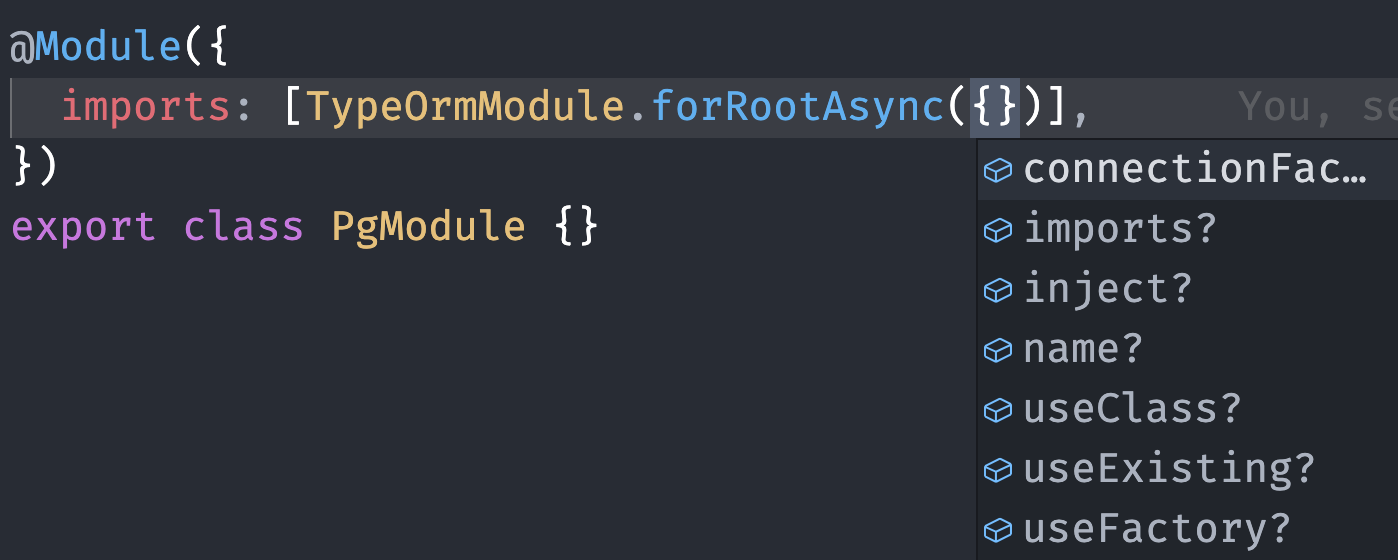 @Module({
imports: [TypeOrmModule.forRootAsync({})], You, se
})
export class PgModule {}
connectionFac…
imports?
inject?
name?
useClass?
useExisting?
useFactory?